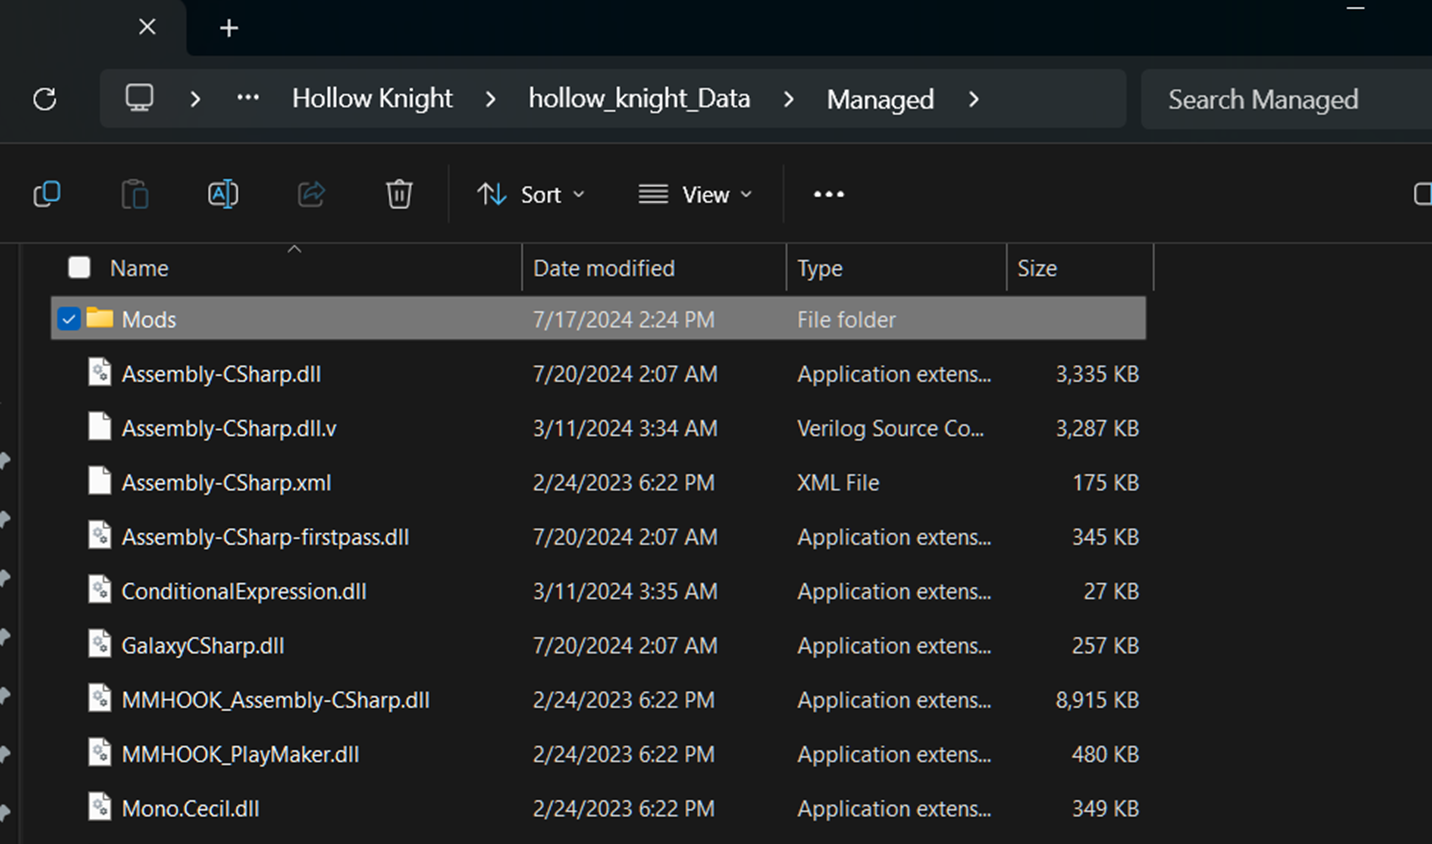 Hollow Knight > hollow_knight_Data > Managed > Search Managed
Sort View
Name Date modified Type Size
Mods 7/17/2024 2:24 PM File folder
Assembly-CSharp.dll 7/20/2024 2:07 AM Application extens... 3,335 KB
Assembly-CSharp.dll.v 3/11/2024 3:34 AM Verilog Source Co... 3,287 KB
Assembly-CSharp.xml 2/24/2023 6:22 PM XML File 175 KB
Assembly-CSharp-firstpass.dll 7/20/2024 2:07 AM Application extens... 345 KB
ConditionalExpression.dll 3/11/2024 3:35 AM Application extens... 27 KB
GalaxyCSharp.dll 7/20/2024 2:07 AM Application extens... 257 KB
MMHOOK_Assembly-CSharp.dll 2/24/2023 6:22 PM Application extens... 8,915 KB
MMHOOK_PlayMaker.dll 2/24/2023 6:22 PM Application extens... 480 KB
Mono.Cecil.dll 2/24/2023 6:22 PM Application extens... 349 KB